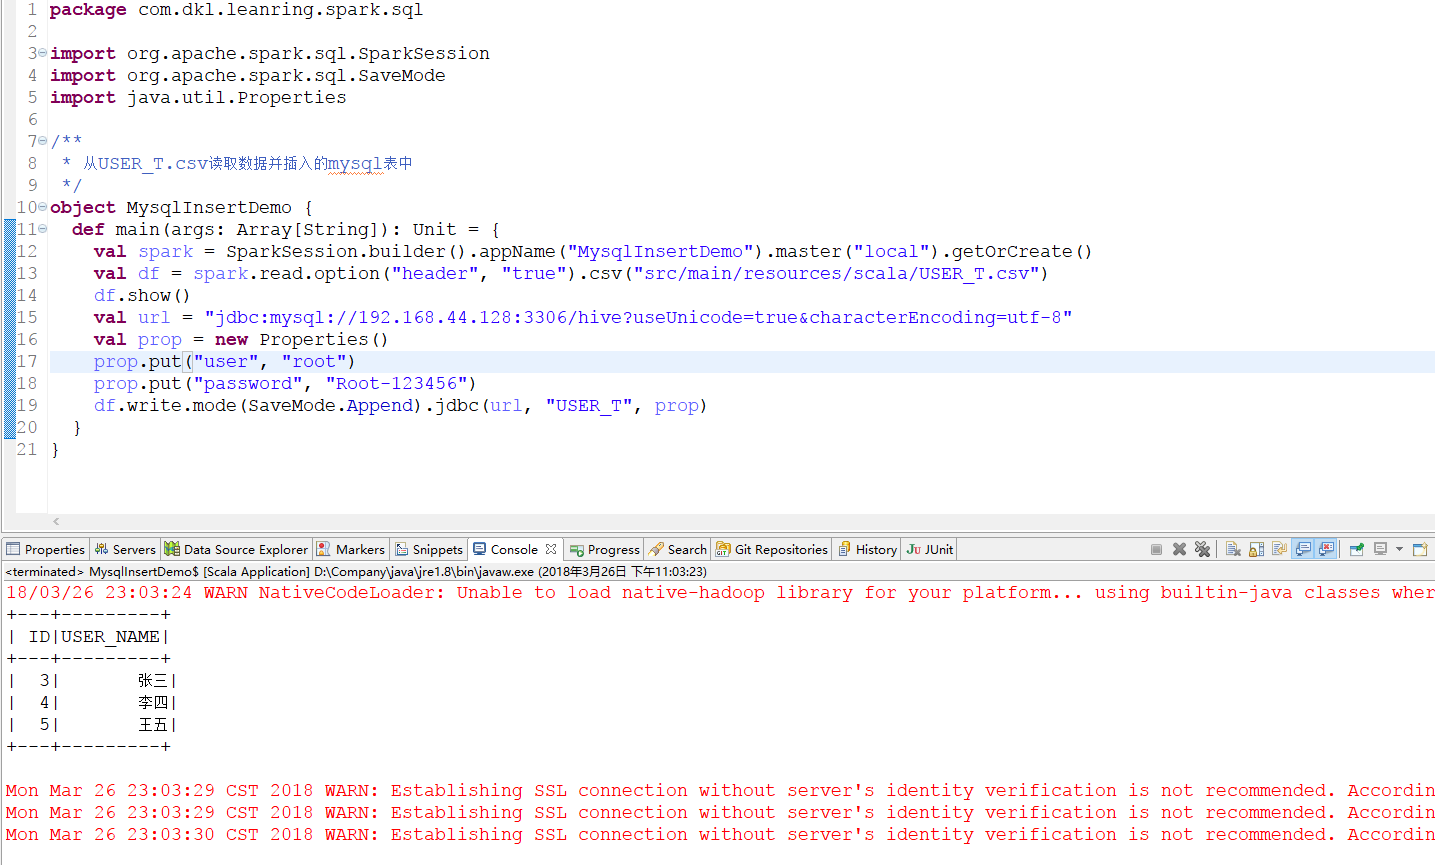 1 package com.dkl.leanring.spark.sql
2
3 import org.apache.spark.sql.SparkSession
4 import org.apache.spark.sql.SaveMode
5 import java.util.Properties
6
7 /**
8  * 从USER_T.csv读取数据并插入的mysql表中
9  */
10 object MysqlInsertDemo {
11   def main(args: Array[String]): Unit = {
12     val spark = SparkSession.builder().appName("MysqlInsertDemo").master("local").getOrCreate()
13     val df = spark.read.option("header", "true").csv("src/main/resources/scala/USER_T.csv")
14     df.show()
15     val url = "jdbc:mysql://192.168.44.128:3306/hive?useUnicode=true&characterEncoding=utf-8"
16     val prop = new Properties()
17     prop.put("user", "root")
18     prop.put("password", "Root-123456")
19     df.write.mode(SaveMode.Append).jdbc(url, "USER_T", prop)
20   }
21 }
Properties Servers Data Source Explorer Markers Snippets Console Progress Search Git Repositories History JUnit
<terminated> MysqlInsertDemo$ [Scala Application] D:\Company\java\jre1.8\bin\javaw.exe (2018年3月26日 下午11:03:23)
18/03/26 23:03:24 WARN NativeCodeLoader: Unable to load native-hadoop library for your platform... using builtin-java classes wher
+---+---------+
| ID|USER_NAME|
+---+---------+
|  3|       张三|
|  4|       李四|
|  5|       王五|
+---+---------+
Mon Mar 26 23:03:29 CST 2018 WARN: Establishing SSL connection without server's identity verification is not recommended. Accordin
Mon Mar 26 23:03:29 CST 2018 WARN: Establishing SSL connection without server's identity verification is not recommended. Accordin
Mon Mar 26 23:03:30 CST 2018 WARN: Establishing SSL connection without server's identity verification is not recommended. Accordin